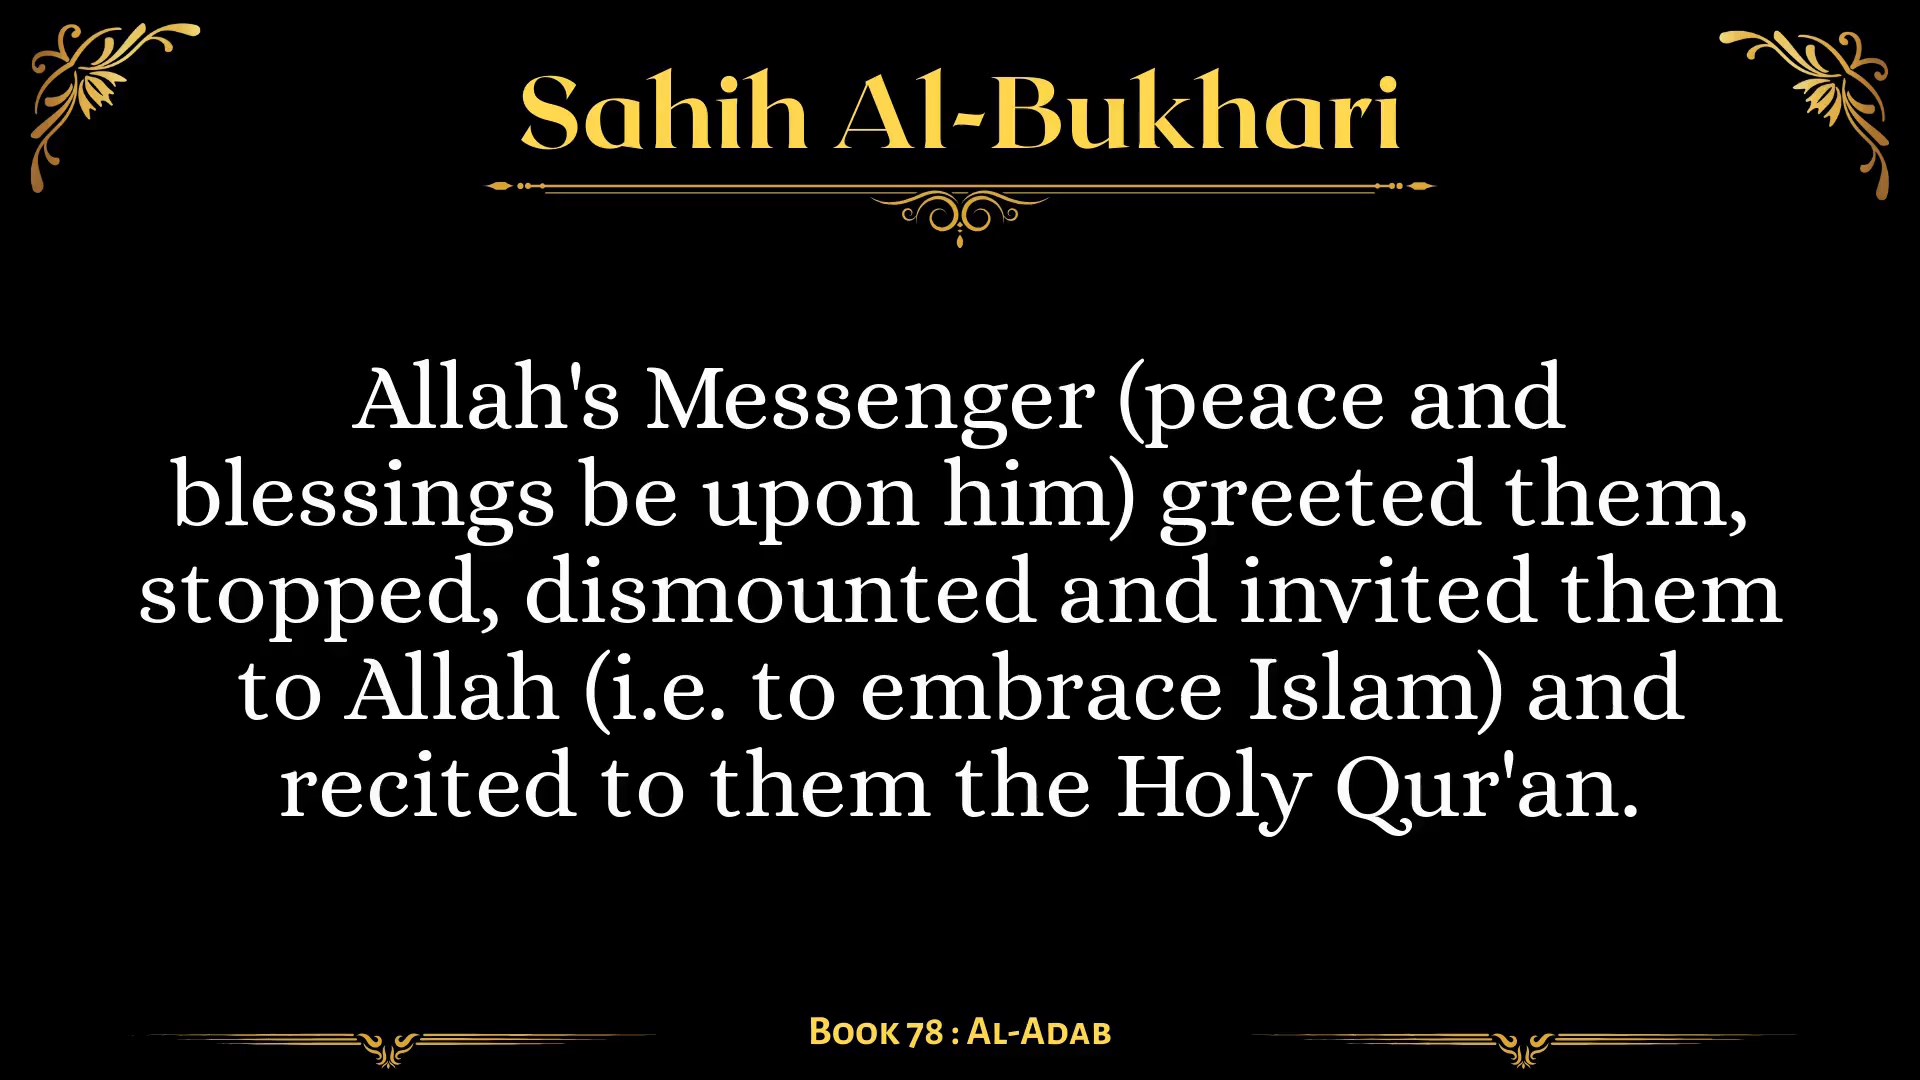 Sahih Al-Bukhari
Allah's Messenger (peace and
blessings be upon him) greeted them,
stopped, dismounted and invited them
to Allah (i.e. to embrace Islam) and
recited to them the Holy Qur'an.
Book 78 : Al-Adab